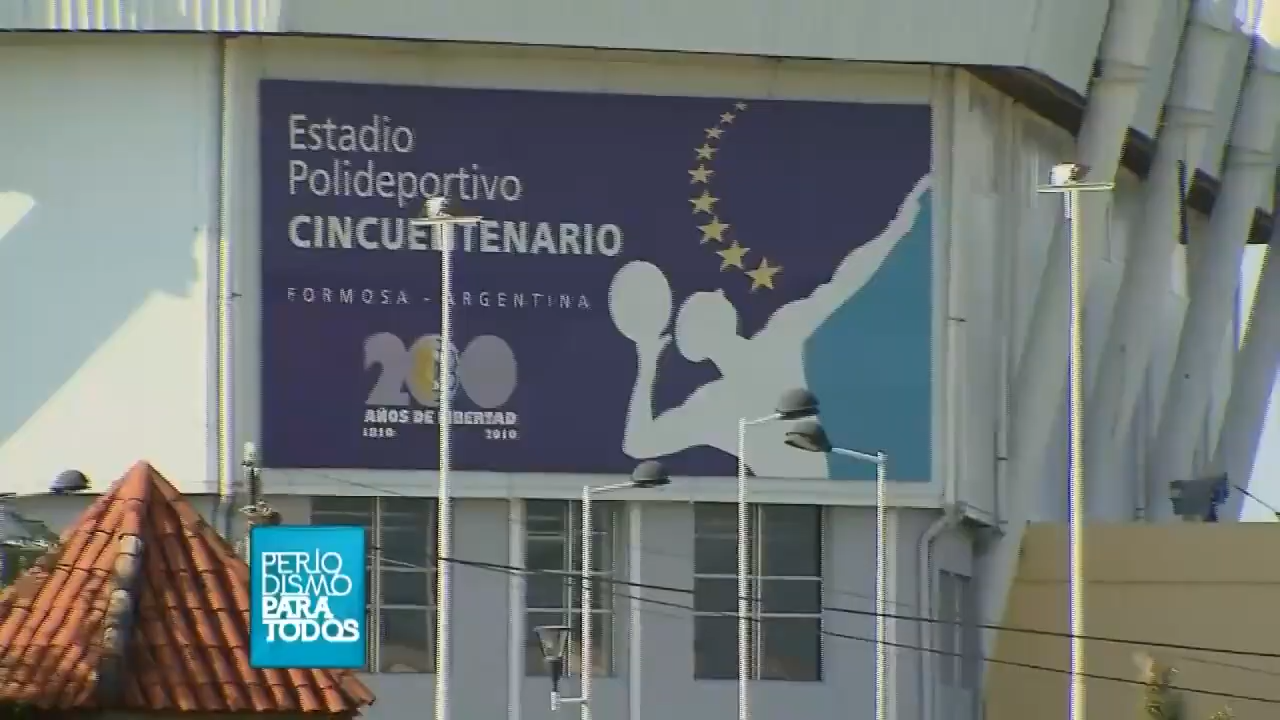 Estadio
Polideportivo
CINCUENTENARIO
FORMOSA - ARGENTINA
200
AÑOS DE LIBERTAD
1810 2010
PERIO
DISMO
PARA
TODOS